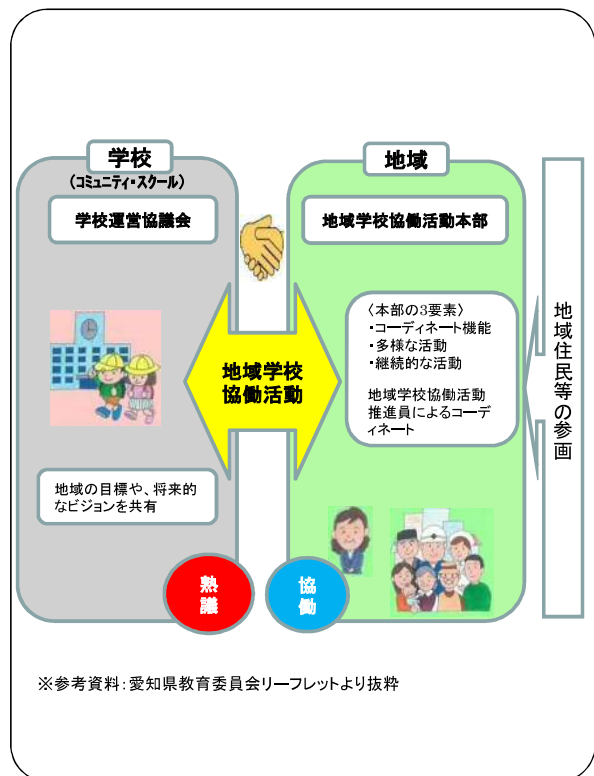 学校
(コミュニティ・スクール)
学校運営協議会
地域の目標や、将来的
なビジョンを共有
熟
議
地域学校
協働活動
地域
地域学校協働活動本部
〈本部の3要素〉
・コーディネート機能
・多様な活動
・継続的な活動
地域学校協働活動
推進員によるコーデ
ィネート
協
働
地域住民等の参画
※参考資料:愛知県教育委員会リーフレットより抜粋